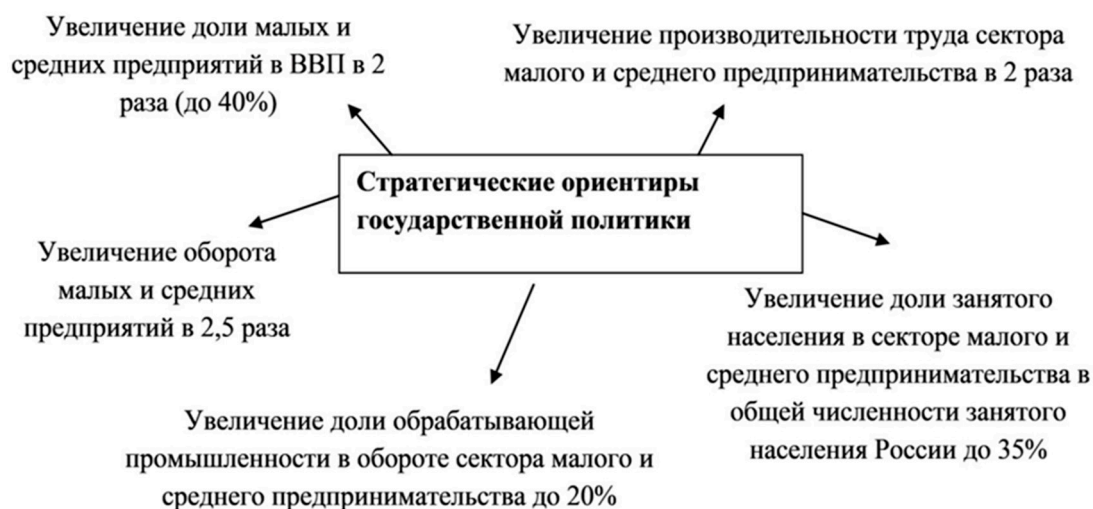 Увеличение доли малых и
средних предприятий в ВВП в 2
раза (до 40%)
Увеличение производительности труда сектора
малого и среднего предпринимательства в 2 раза
Стратегические ориентиры
государственной политики
Увеличение оборота
малых и средних
предприятий в 2,5 раза
Увеличение доли занятого
населения в секторе малого и
среднего предпринимательства в
общей численности занятого
населения России до 35%
Увеличение доли обрабатывающей
промышленности в обороте сектора малого и
среднего предпринимательства до 20%